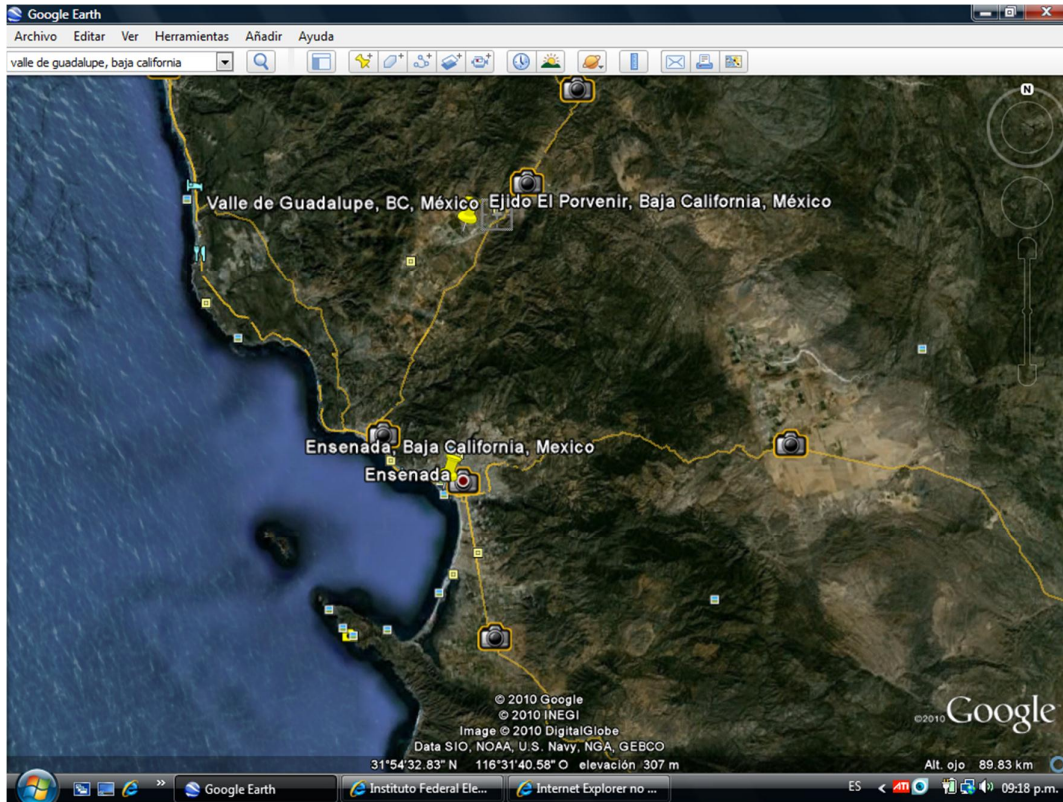 Google Earth
Archivo Editar Ver Herramientas Añadir Ayuda
valle de guadalupe, baja california
N
Valle de Guadalupe, BC, México Ejido El Porvenir, Baja California, México
Ensenada, Baja California, Mexico
Ensenada
© 2010 Google
© 2010 INEGI
Image © 2010 DigitalGlobe
Data SIO, NOAA, U.S. Navy, NGA, GEBCO
©2010 Google
31°54'32.83" N 116°31'40.58" O elevación 307 m
Alt. ojo 89.83 km
» Google Earth Instituto Federal Ele... Internet Explorer no ... ES < ATI 09:18 p.m.